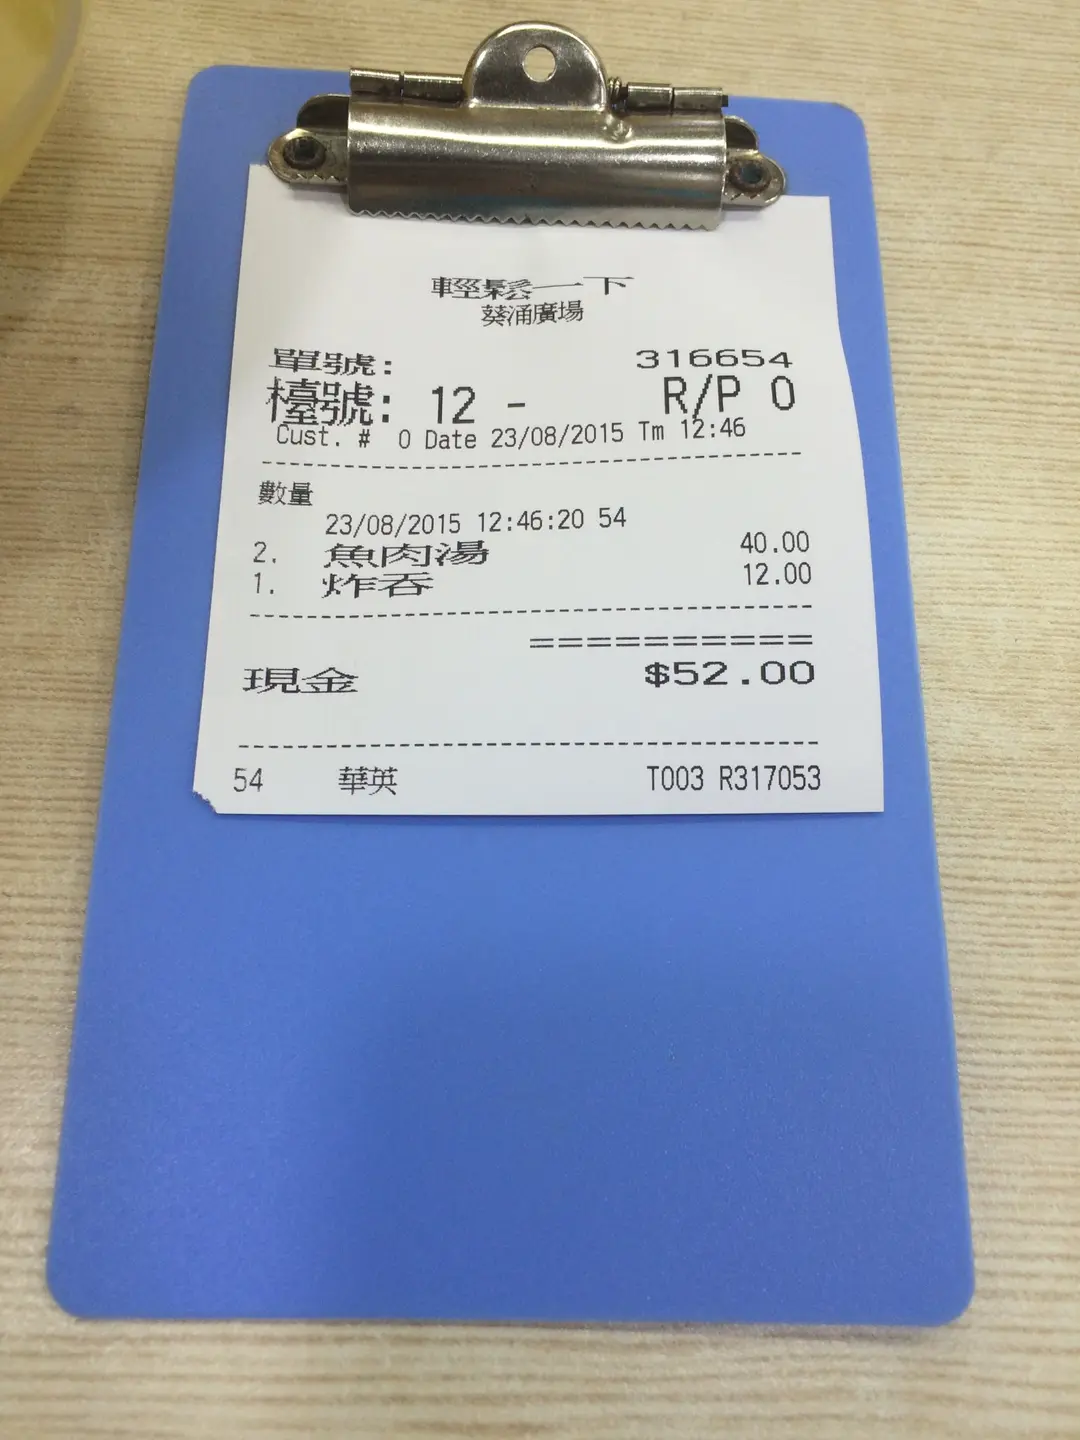 輕鬆一下
葵涌廣場
單號: 316654
檯號: 12 - R/P 0
Cust. # 0 Date 23/08/2015 Tm 12:46
數量
23/08/2015 12:46:20 54
2. 魚肉湯 40.00
1. 炸吞 12.00
==========
現金 $52.00
54 華英 T003 R317053